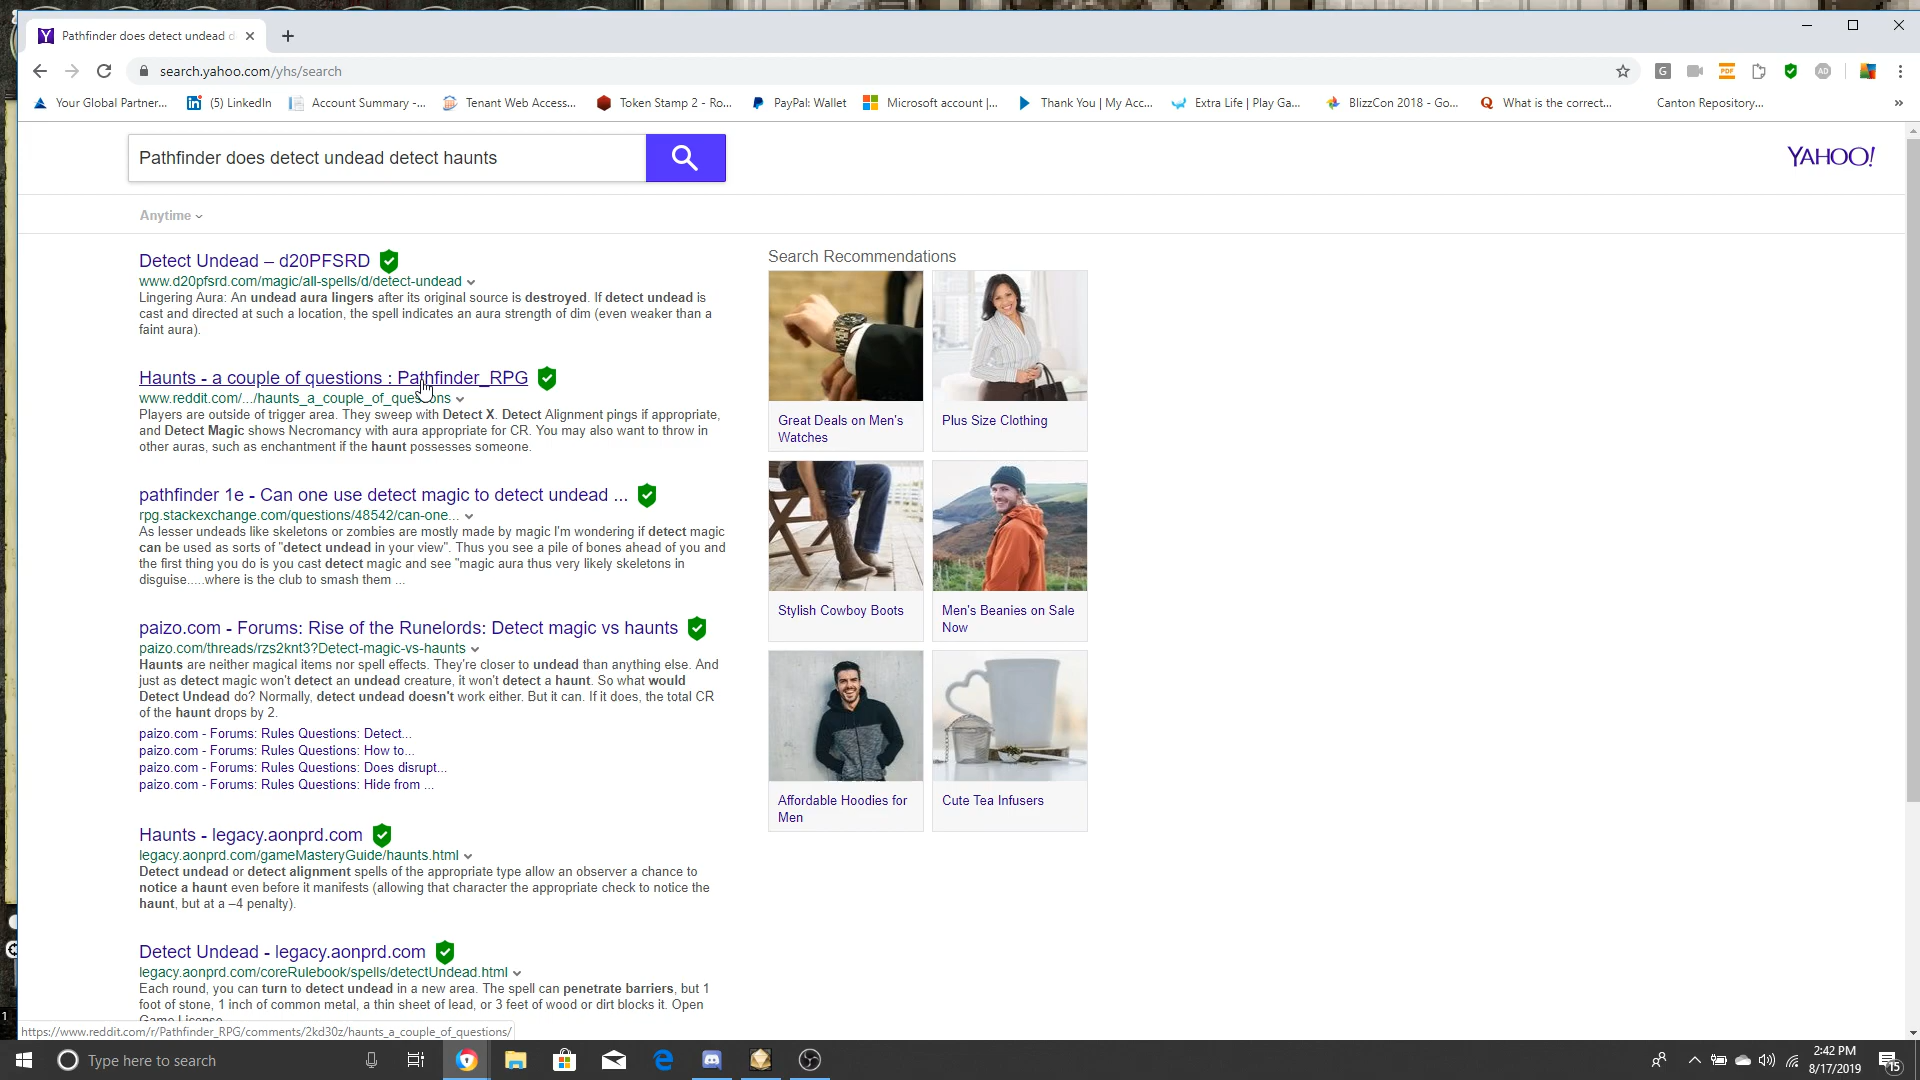 Pathfinder does detect undead d
search.yahoo.com/yhs/search
Your Global Partner...
(5) LinkedIn
Account Summary -...
Tenant Web Access...
Token Stamp 2 - Ro...
PayPal: Wallet
Microsoft account |...
Thank You | My Acc...
Extra Life | Play Ga...
BlizzCon 2018 - Go...
What is the correct...
Canton Repository...
»
Pathfinder does detect undead detect haunts
YAHOO!
Anytime
Detect Undead – d20PFSRD
www.d20pfsrd.com/magic/all-spells/d/detect-undead
Lingering Aura: An undead aura lingers after its original source is destroyed. If detect undead is
cast and directed at such a location, the spell indicates an aura strength of dim (even weaker than a
faint aura).
Haunts - a couple of questions : Pathfinder_RPG
www.reddit.com/.../haunts_a_couple_of_questions
Players are outside of trigger area. They sweep with Detect X. Detect Alignment pings if appropriate,
and Detect Magic shows Necromancy with aura appropriate for CR. You may also want to throw in
other auras, such as enchantment if the haunt possesses someone.
pathfinder 1e - Can one use detect magic to detect undead ...
rpg.stackexchange.com/questions/48542/can-one...
As lesser undeads like skeletons or zombies are mostly made by magic I'm wondering if detect magic
can be used as sorts of "detect undead in your view". Thus you see a pile of bones ahead of you and
the first thing you do is you cast detect magic and see "magic aura thus very likely skeletons in
disguise.....where is the club to smash them ...
paizo.com - Forums: Rise of the Runelords: Detect magic vs haunts
paizo.com/threads/rzs2knt3?Detect-magic-vs-haunts
Haunts are neither magical items nor spell effects. They're closer to undead than anything else. And
just as detect magic won't detect an undead creature, it won't detect a haunt. So what would
Detect Undead do? Normally, detect undead doesn't work either. But it can. If it does, the total CR
of the haunt drops by 2.
paizo.com - Forums: Rules Questions: Detect...
paizo.com - Forums: Rules Questions: How to...
paizo.com - Forums: Rules Questions: Does disrupt...
paizo.com - Forums: Rules Questions: Hide from ...
Haunts - legacy.aonprd.com
legacy.aonprd.com/gameMasteryGuide/haunts.html
Detect undead or detect alignment spells of the appropriate type allow an observer a chance to
notice a haunt even before it manifests (allowing that character the appropriate check to notice the
haunt, but at a –4 penalty).
Detect Undead - legacy.aonprd.com
legacy.aonprd.com/coreRulebook/spells/detectUndead.html
Each round, you can turn to detect undead in a new area. The spell can penetrate barriers, but 1
foot of stone, 1 inch of common metal, a thin sheet of lead, or 3 feet of wood or dirt blocks it. Open
Game License
Search Recommendations
Great Deals on Men's
Watches
Plus Size Clothing
Stylish Cowboy Boots
Men's Beanies on Sale
Now
Affordable Hoodies for
Men
Cute Tea Infusers
https://www.reddit.com/r/Pathfinder_RPG/comments/2kd30z/haunts_a_couple_of_questions/
Type here to search
2:42 PM
8/17/2019
15